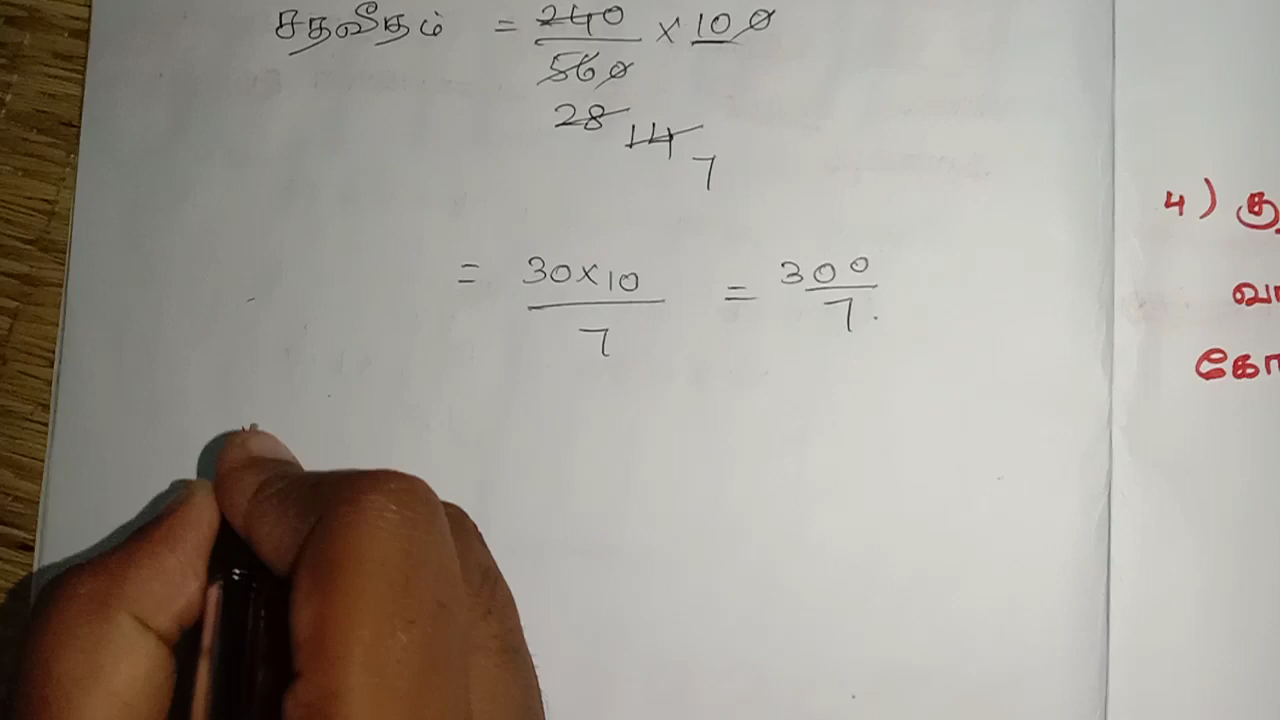 சதவீதம் = 240/560 × 100
28 14 7
= 30×10/7 = 300/7.
4)